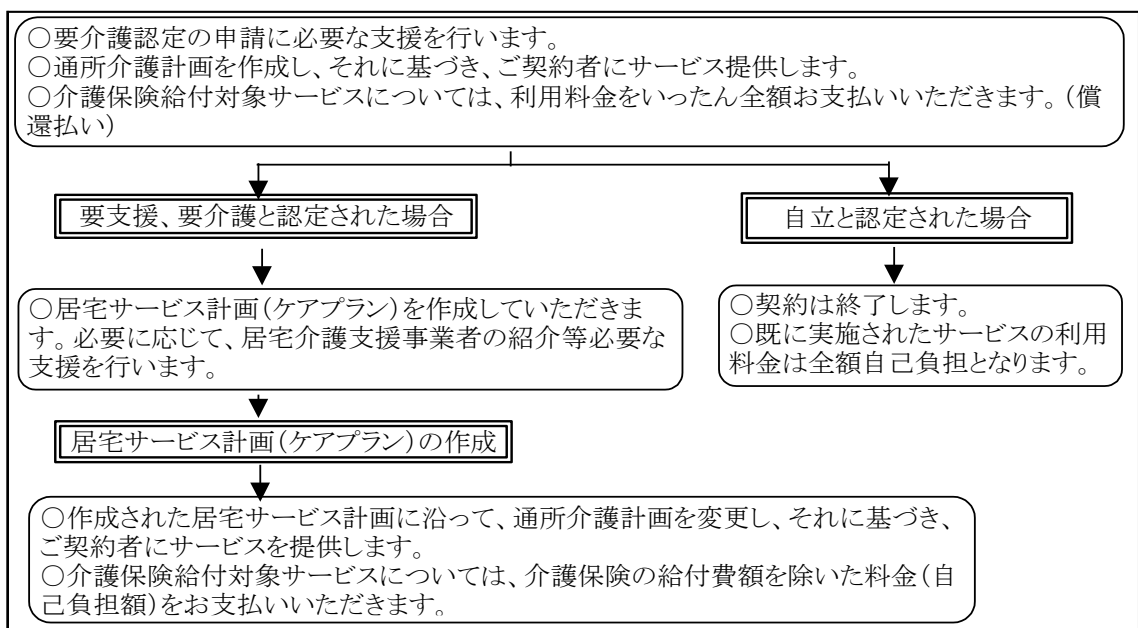 ○要介護認定の申請に必要な支援を行います。
○通所介護計画を作成し、それに基づき、ご契約者にサービス提供します。
○介護保険給付対象サービスについては、利用料金をいったん全額お支払いいただきます。(償
還払い)
要支援、要介護と認定された場合
自立と認定された場合
○居宅サービス計画(ケアプラン)を作成していただきま
す。必要に応じて、居宅介護支援事業者の紹介等必要な
支援を行います。
○契約は終了します。
○既に実施されたサービスの利用
料金は全額自己負担となります。
居宅サービス計画(ケアプラン)の作成
○作成された居宅サービス計画に沿って、通所介護計画を変更し、それに基づき、
ご契約者にサービスを提供します。
○介護保険給付対象サービスについては、介護保険の給付費額を除いた料金(自
己負担額)をお支払いいただきます。